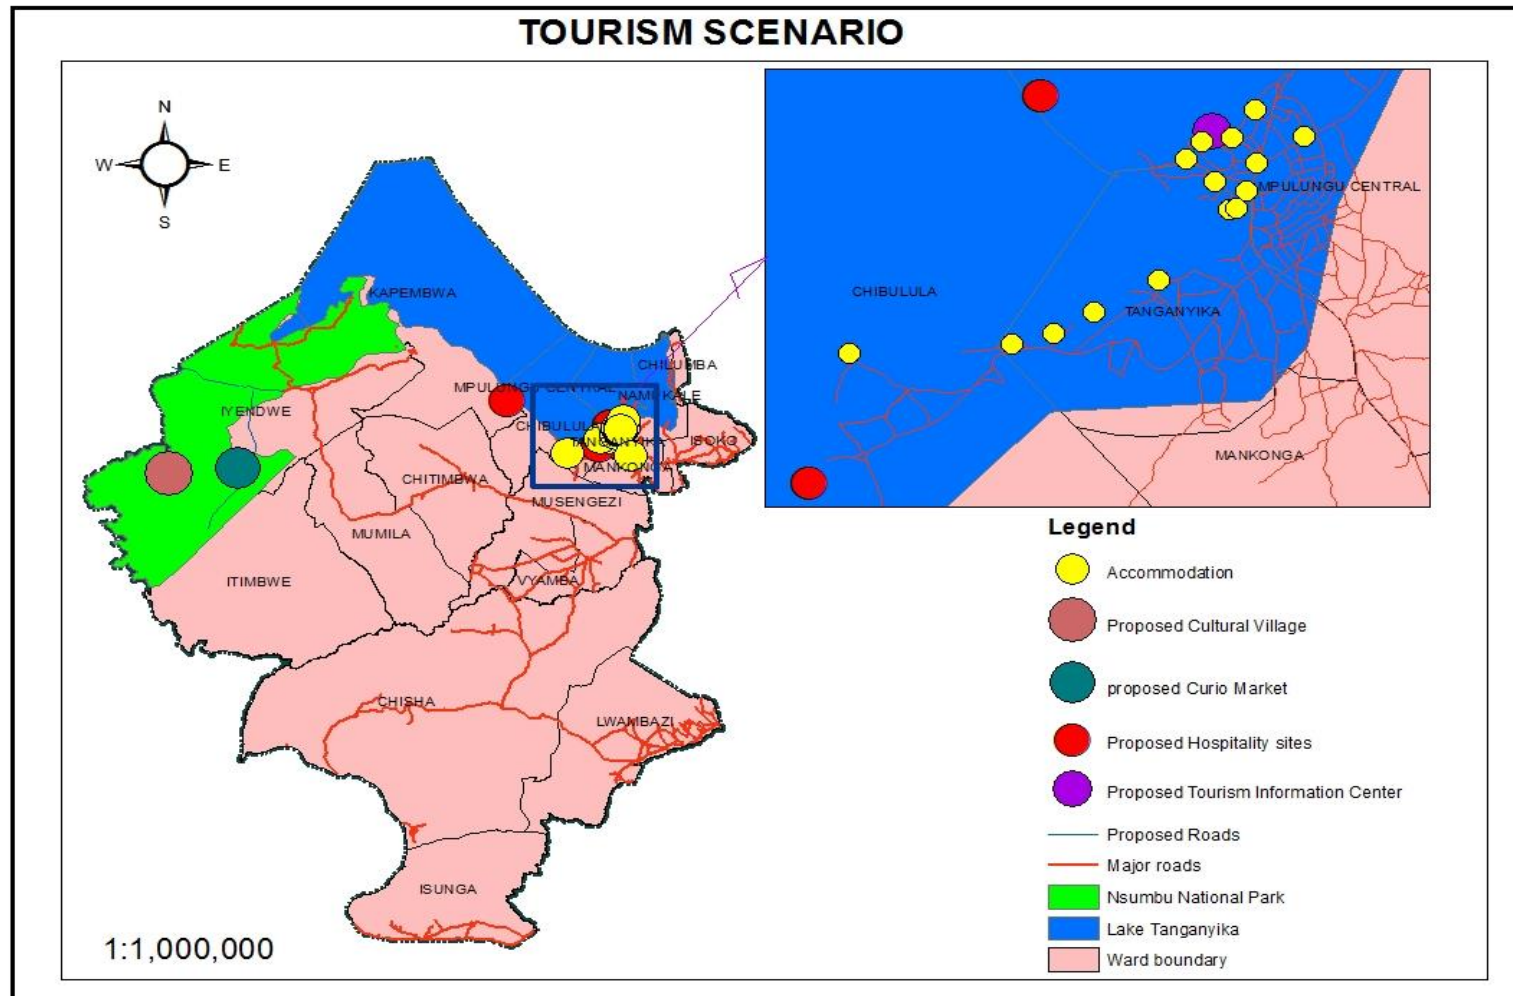 TOURISM SCENARIO
N
W
E
S
KAPEMBWA
CHILUMBA
MPULUNGU CENTRAL
NAMUKALE
IYENDWE
CHIBULULA
TANGANYIKA
ISOKO
MANKONGA
CHITIMBWA
MUSENGEZI
MUMILA
ITIMBWE
VYAMBA
CHISHA
LWAMBAZI
ISUNGA
1:1,000,000
MPULUNGU CENTRAL
CHIBULULA
TANGANYIKA
MANKONGA
Legend
Accommodation
Proposed Cultural Village
proposed Curio Market
Proposed Hospitality sites
Proposed Tourism Information Center
Proposed Roads
Major roads
Nsumbu National Park
Lake Tanganyika
Ward boundary